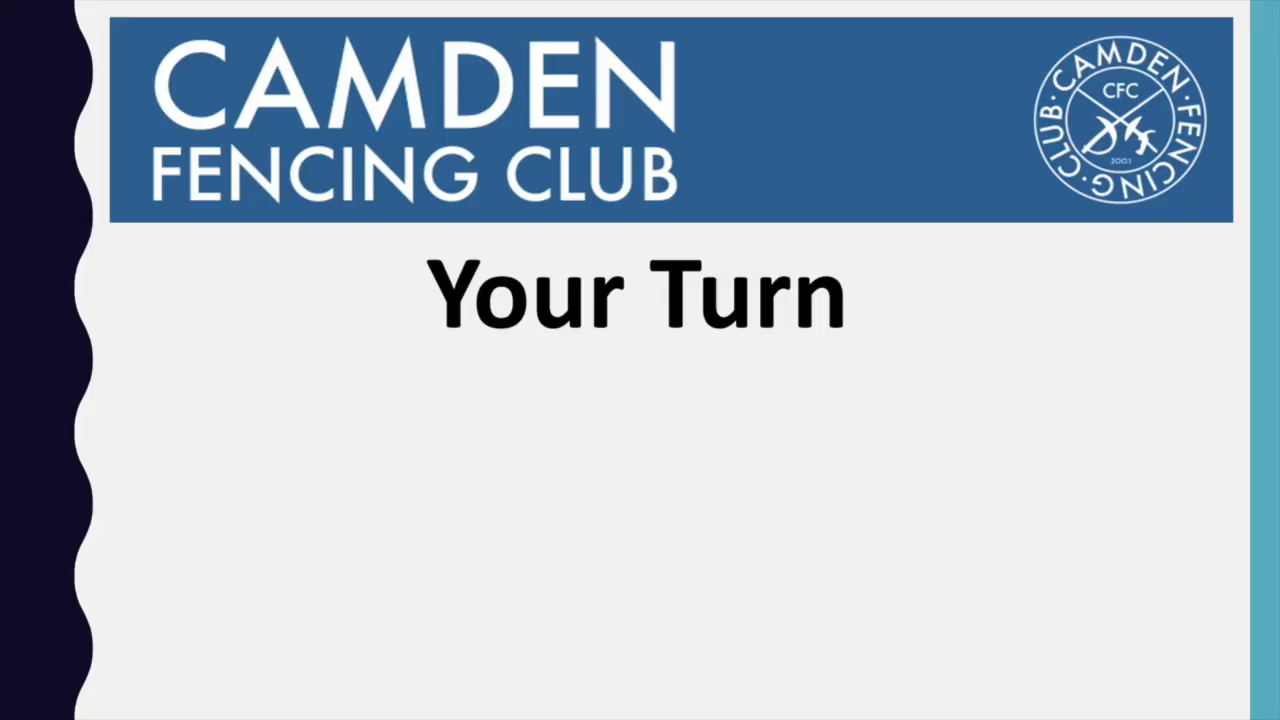 CAMDEN
FENCING CLUB
CAMDEN · FENCING · CLUB ·
CFC
2001
Your Turn